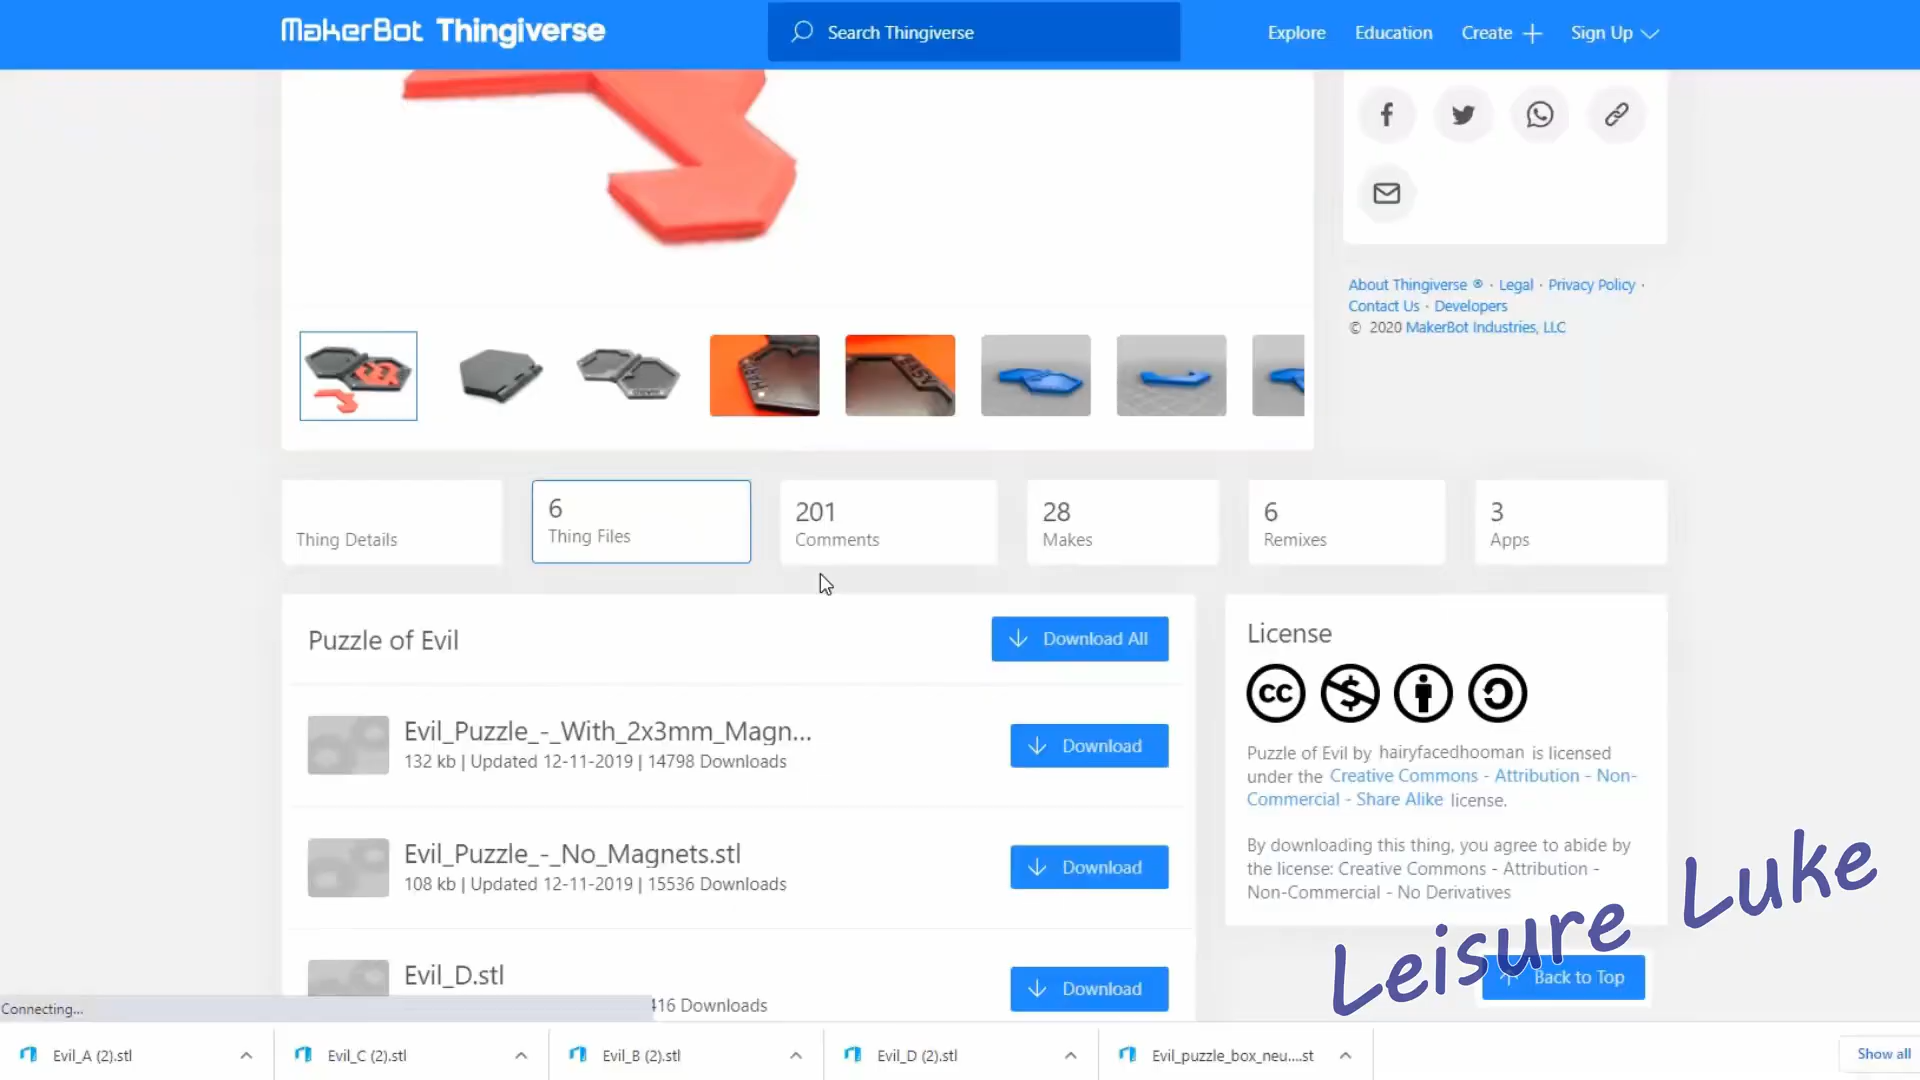 MakerBot Thingiverse
Search Thingiverse
Explore
Education
Create
Sign Up
About Thingiverse ® · Legal · Privacy Policy ·
Contact Us · Developers
© 2020 MakerBot Industries, LLC
HARD
EASY
Thing Details
6
Thing Files
201
Comments
28
Makes
6
Remixes
3
Apps
Puzzle of Evil
Download All
Evil_Puzzle_-_With_2x3mm_Magn...
132 kb | Updated 12-11-2019 | 14798 Downloads
Download
Evil_Puzzle_-_No_Magnets.stl
108 kb | Updated 12-11-2019 | 15536 Downloads
Download
Evil_D.stl
416 Downloads
Download
License
cc
Puzzle of Evil by hairyfacedhooman is licensed
under the Creative Commons - Attribution - Non-
Commercial - Share Alike license.
By downloading this thing, you agree to abide by
the license: Creative Commons - Attribution -
Non-Commercial - No Derivatives
Leisure Luke
Back to Top
Connecting...
Evil_A (2).stl
Evil_C (2).stl
Evil_B (2).stl
Evil_D (2).stl
Evil_puzzle_box_neu....st
Show all